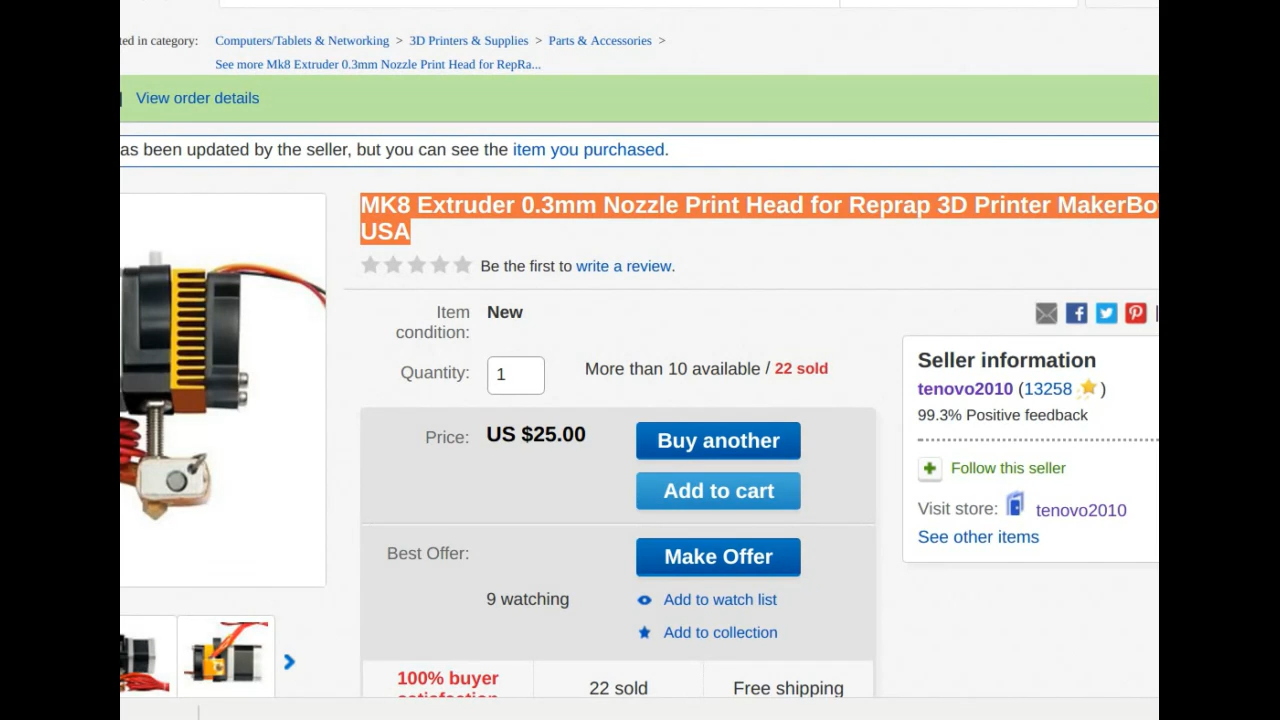 ted in category: Computers/Tablets & Networking > 3D Printers & Supplies > Parts & Accessories >
See more Mk8 Extruder 0.3mm Nozzle Print Head for RepRa...
View order details
as been updated by the seller, but you can see the item you purchased.
MK8 Extruder 0.3mm Nozzle Print Head for Reprap 3D Printer MakerBo
USA
Be the first to write a review.
Item condition: New
Quantity: 1 More than 10 available / 22 sold
Price: US $25.00
Buy another
Add to cart
Best Offer:
Make Offer
9 watching
Add to watch list
Add to collection
100% buyer
satisfaction
22 sold
Free shipping
Seller information
tenovo2010 (13258 )
99.3% Positive feedback
Follow this seller
Visit store: tenovo2010
See other items